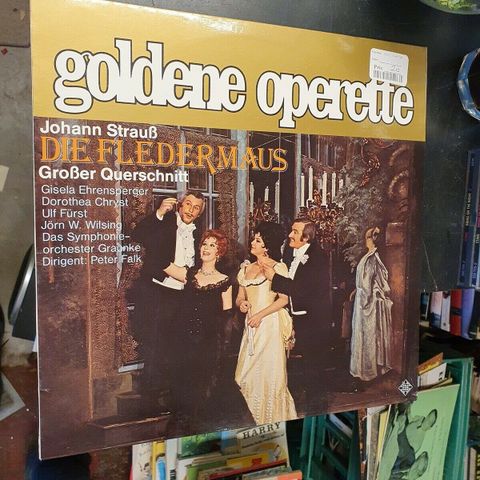 goldene operette
Johann Strauß
DIE FLEDERMAUS
Großer Querschnitt
Gisela Ehrensperger
Dorothea Chryst
Ulf Fürst
Jörn W. Wilsing
Das Symphonie-
orchester Graunke
Dirigent: Peter Falk
HARRY